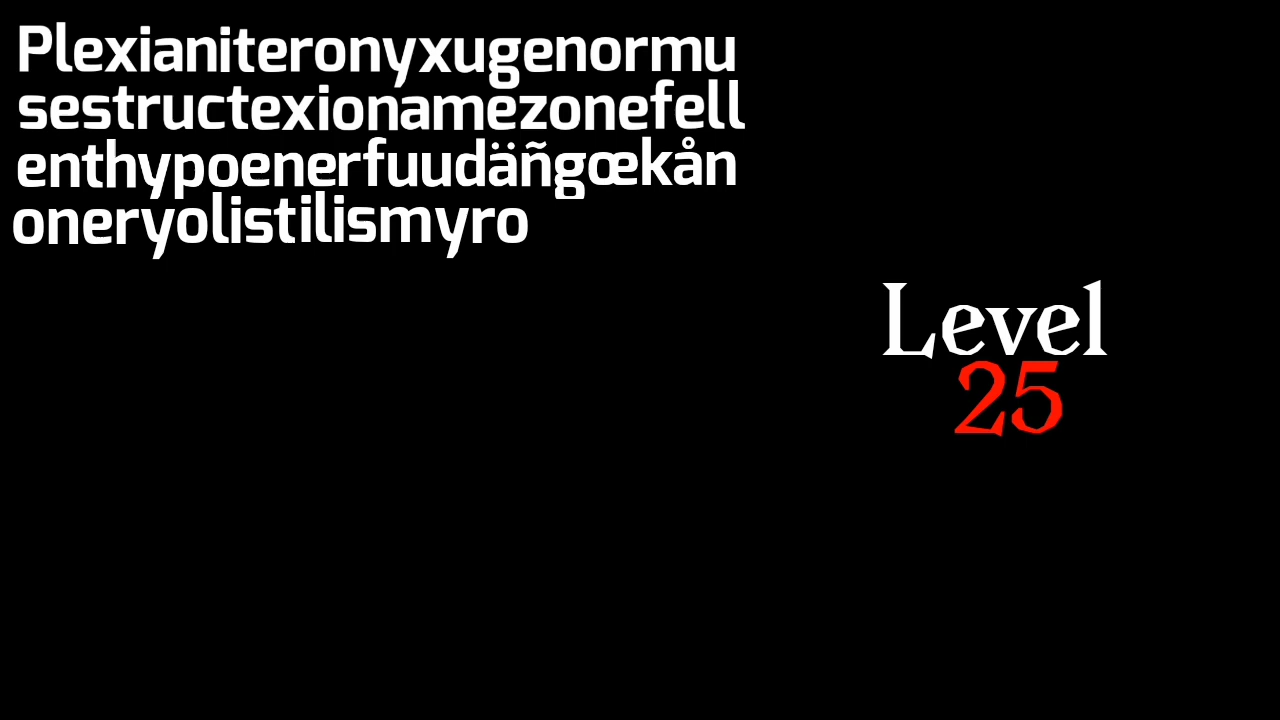 Plexianiteronyxugenormu
sestructexionamezonefell
enthypoenerfuudäñgœkån
oneryolistilismyro
Level
25